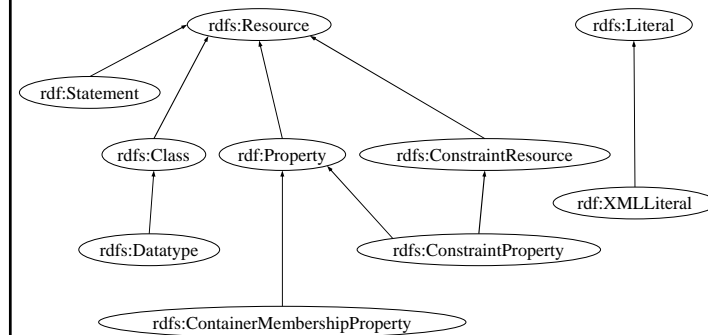 rdfs:Resource
rdfs:Literal
rdf:Statement
rdfs:Class
rdf:Property
rdfs:ConstraintResource
rdf:XMLLiteral
rdfs:Datatype
rdfs:ConstraintProperty
rdfs:ContainerMembershipProperty